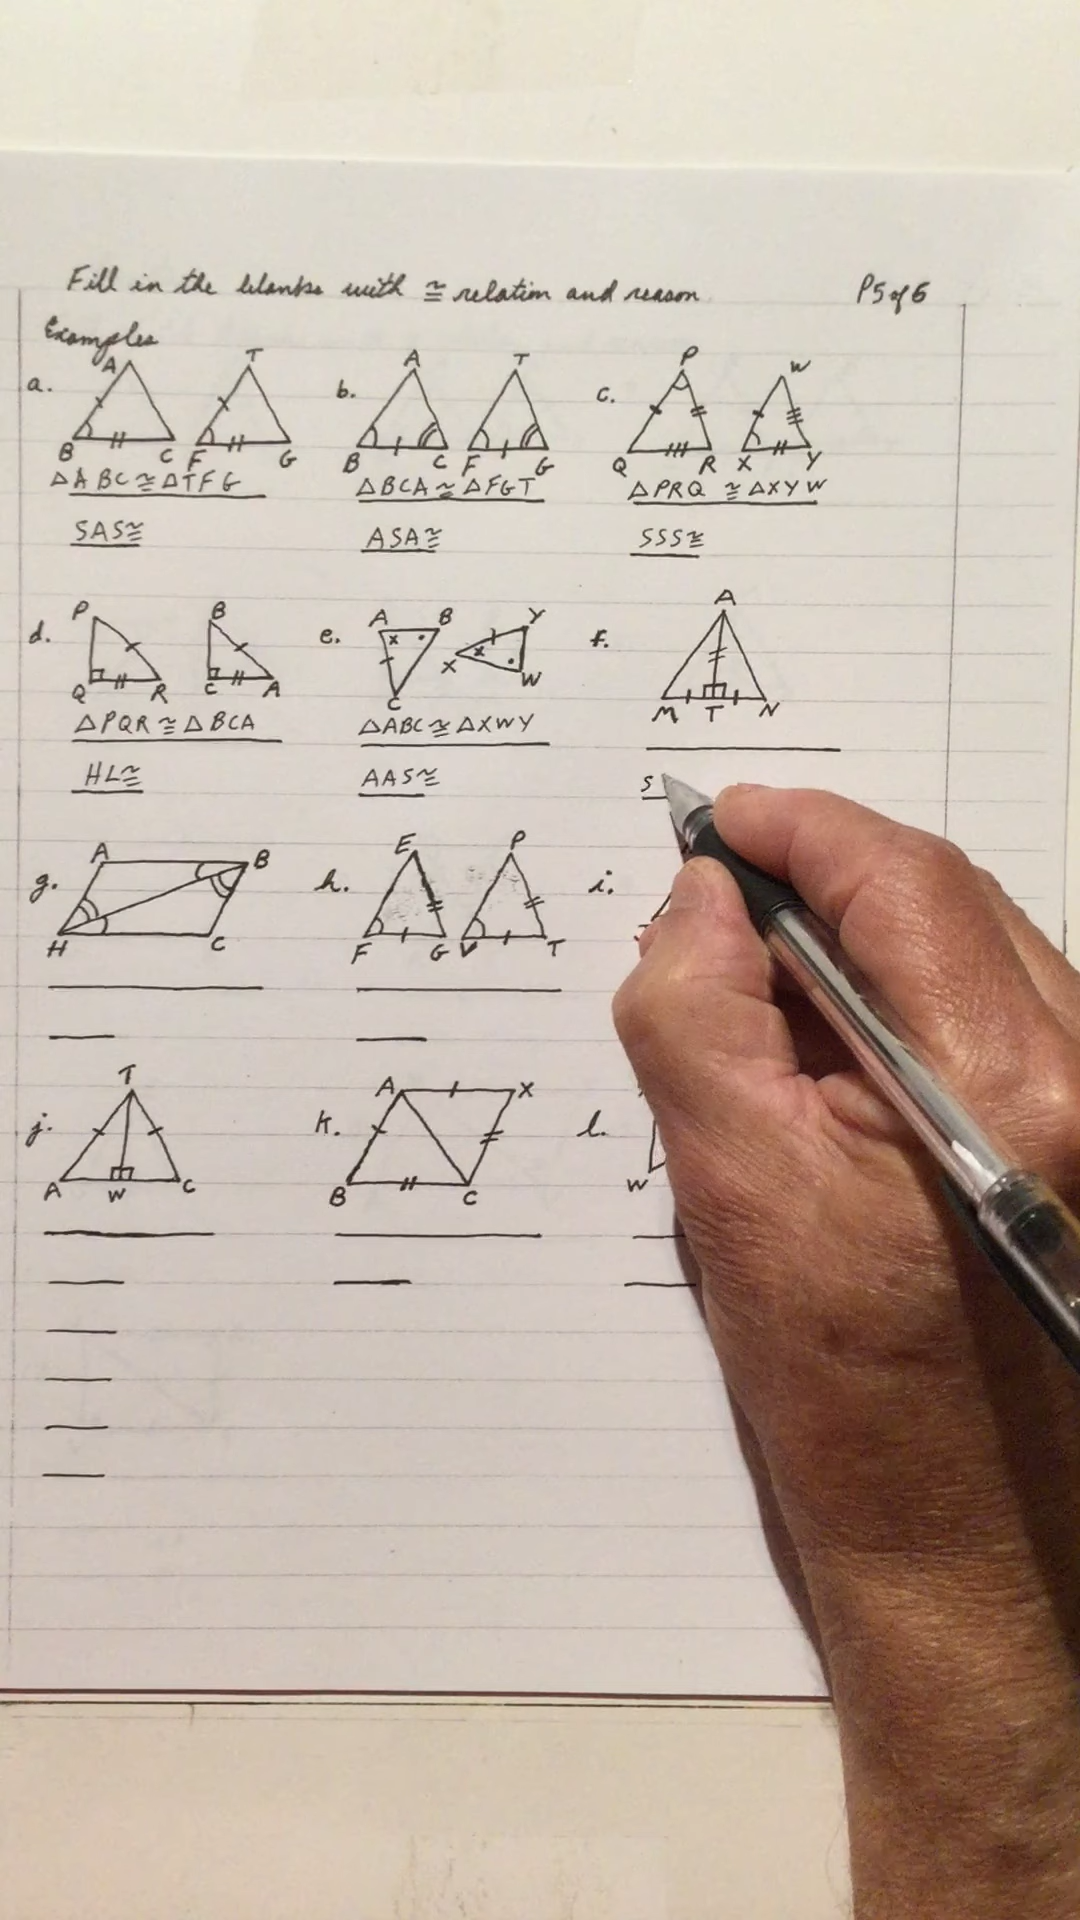 Fill in the blanks with ≅ relation and reason P5 of 6
Examples
a. A B C T F G
△ABC ≅ △TFG
SAS≅
b. A B C T F G
△BCA ≅ △FGT
ASA≅
c. P Q R W X Y
△PRQ ≅ △XYW
SSS≅
d. P Q R B C A
△PQR ≅ △BCA
HL≅
e. A x B C X x Y W
△ABC ≅ △XWY
AAS≅
f. A M T N
S
g. A B H C
h. E F G P V T
i.
j. T A W C
k. A X B C
l. W